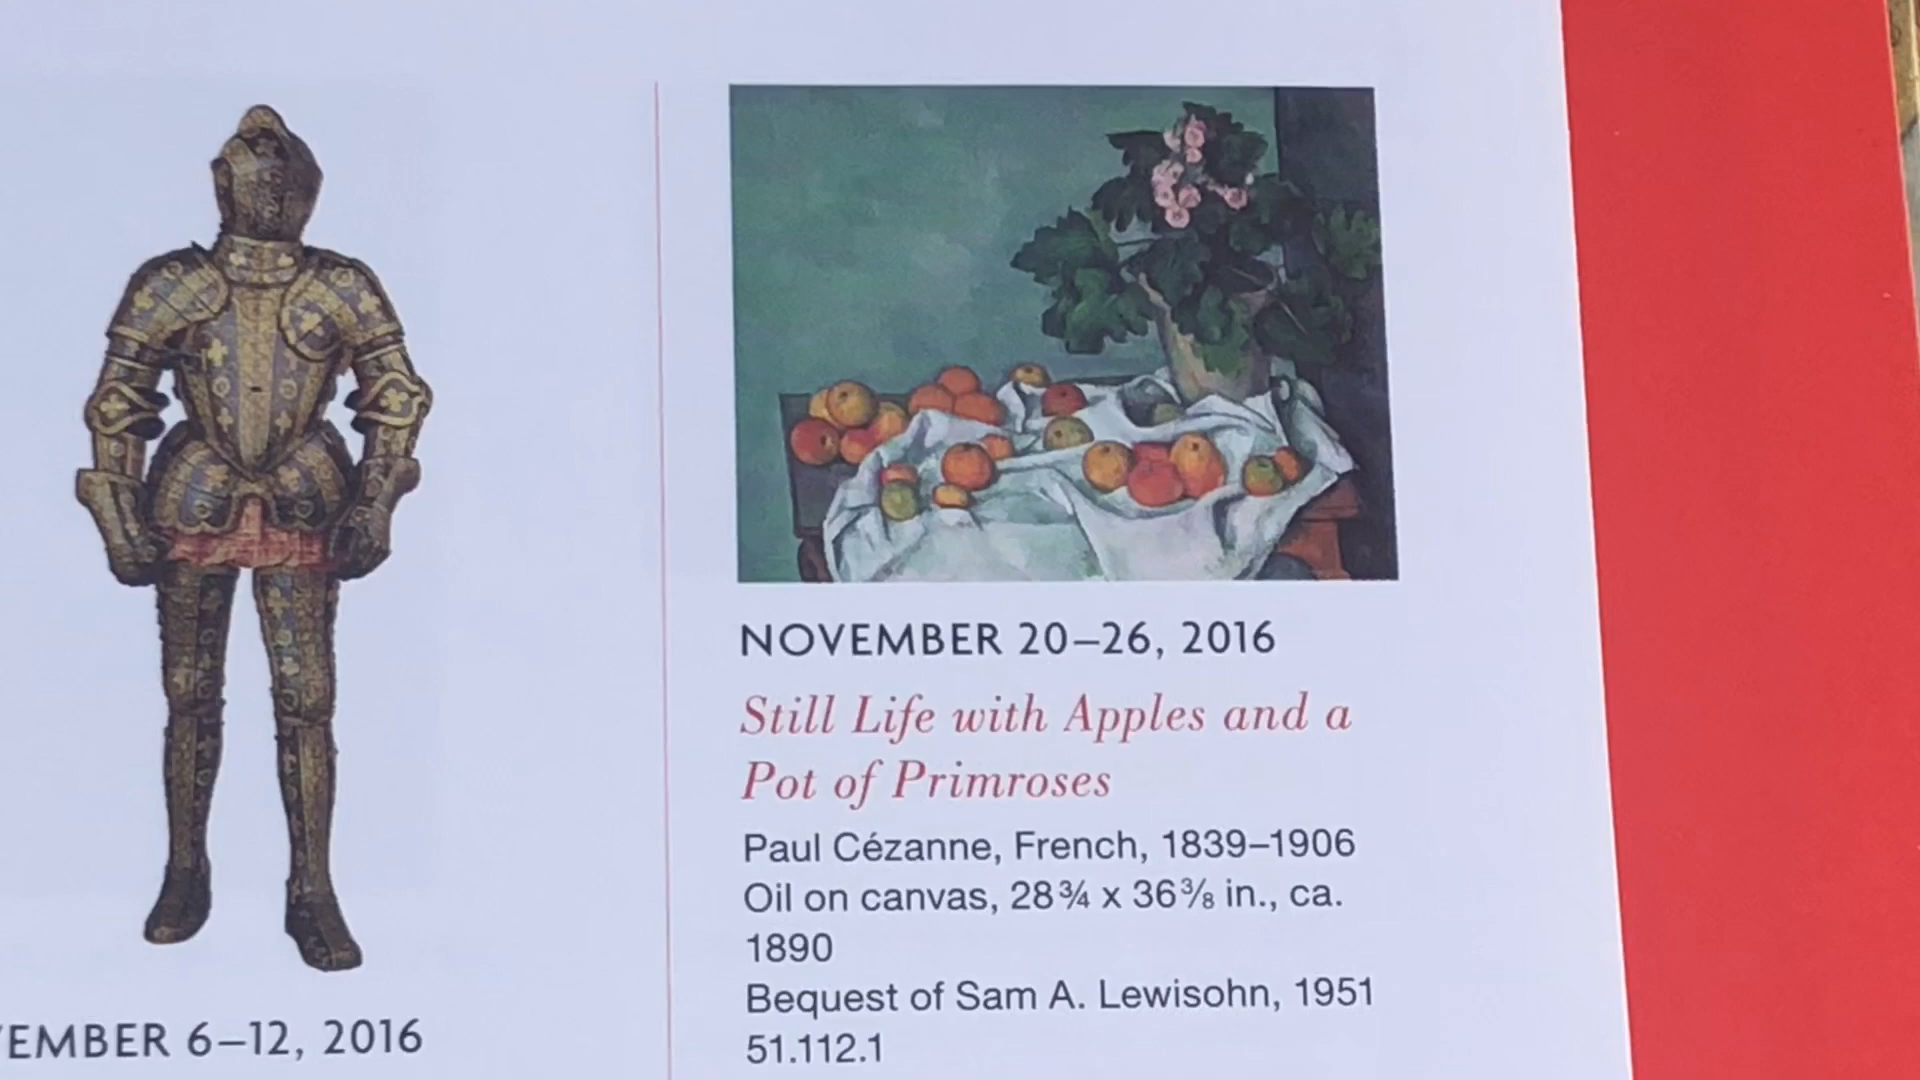 EMBER 6–12, 2016
NOVEMBER 20–26, 2016
Still Life with Apples and a
Pot of Primroses
Paul Cézanne, French, 1839–1906
Oil on canvas, 28¾ x 36⅜ in., ca.
1890
Bequest of Sam A. Lewisohn, 1951
51.112.1